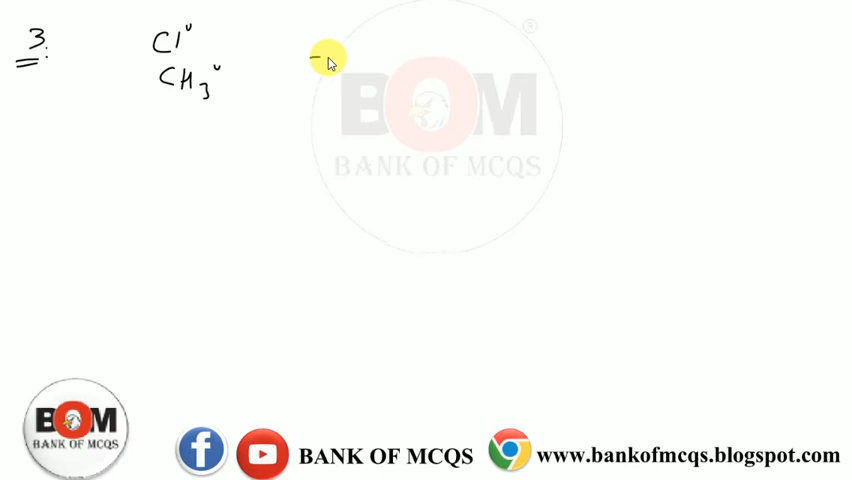 3:
Cl°
CH₃°
BOM
BANK OF MCQS
BOM
BANK OF MCQS
BANK OF MCQS
www.bankofmcqs.blogspot.com